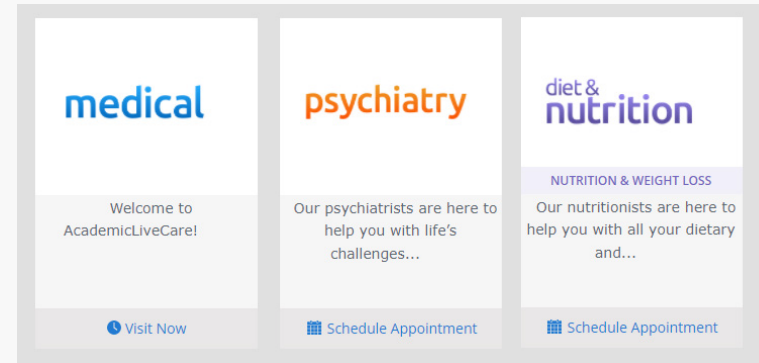 medical
Welcome to
AcademicLiveCare!
Visit Now
psychiatry
Our psychiatrists are here to
help you with life’s
challenges...
Schedule Appointment
diet &
nutrition
NUTRITION & WEIGHT LOSS
Our nutritionists are here to
help you with all your dietary
and...
Schedule Appointment